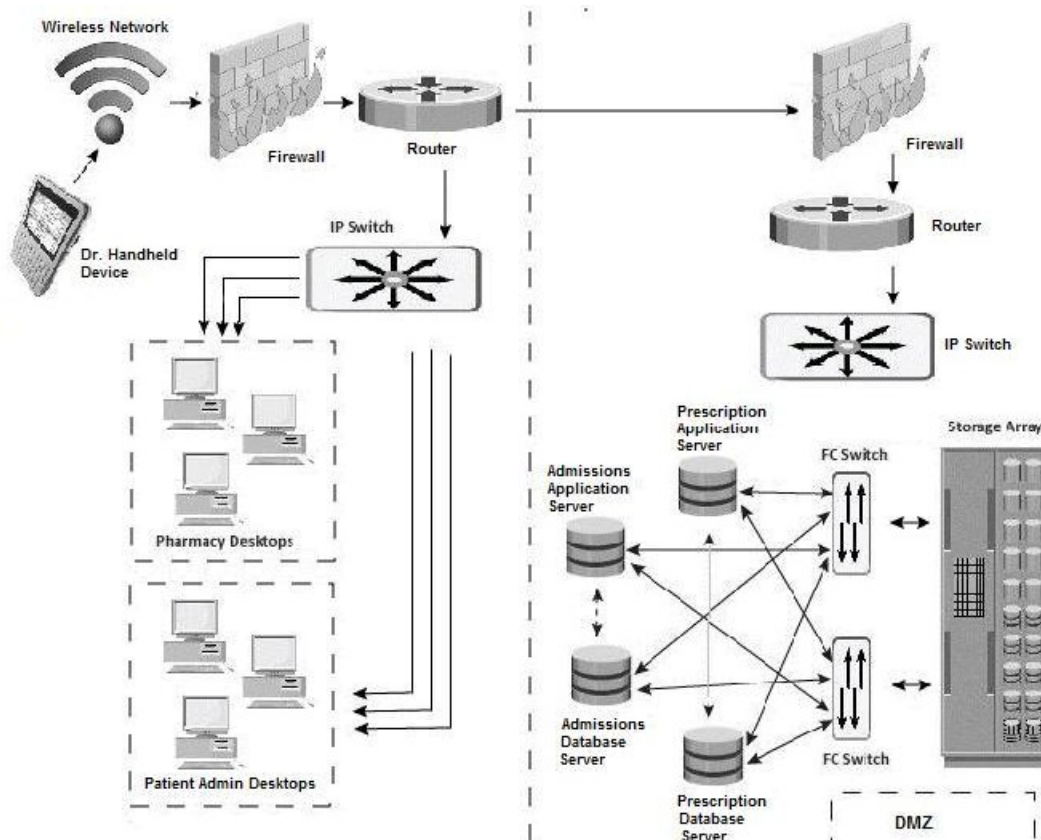 Wireless Network
Firewall
Router
Dr. Handheld
Device
IP Switch
Pharmacy Desktops
Patient Admin Desktops
Firewall
Router
IP Switch
Prescription
Application
Server
Admissions
Application
Server
FC Switch
Storage Array
Admissions
Database
Server
FC Switch
Prescription
Database
Server
DMZ